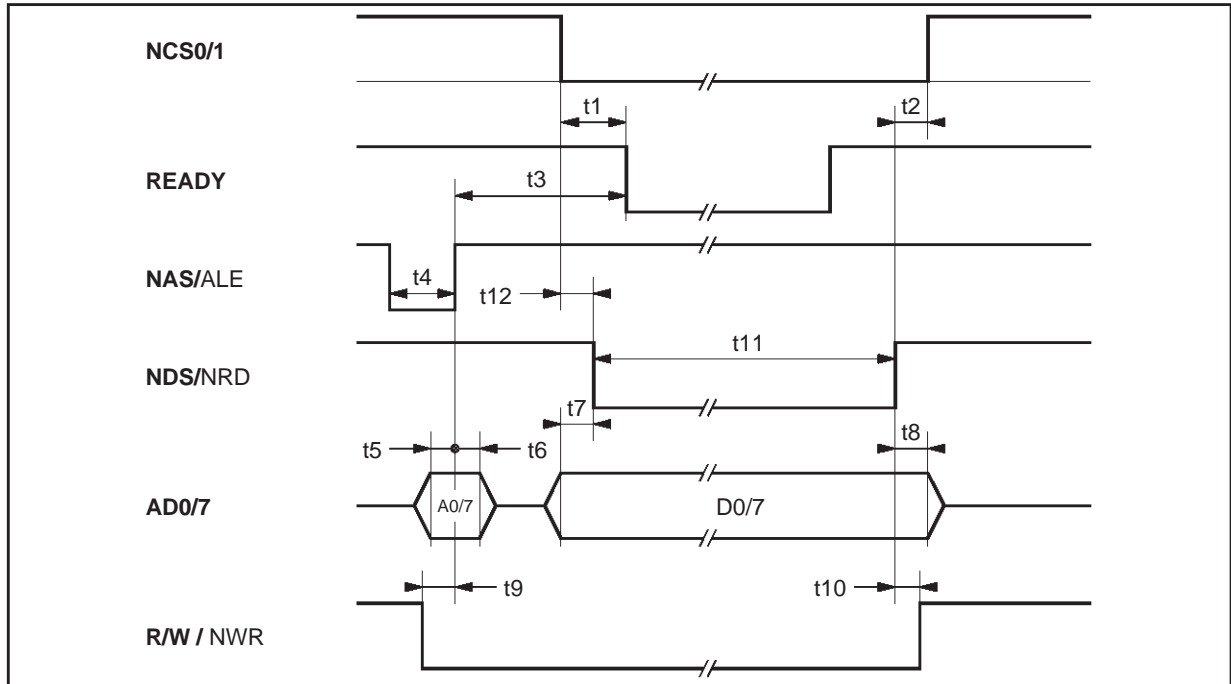 NCS0/1
t1
t2
READY
t3
NAS/ALE
t4
t12
NDS/NRD
t11
t7
t5
t6
t8
AD0/7
A0/7
D0/7
t9
t10
R/W / NWR